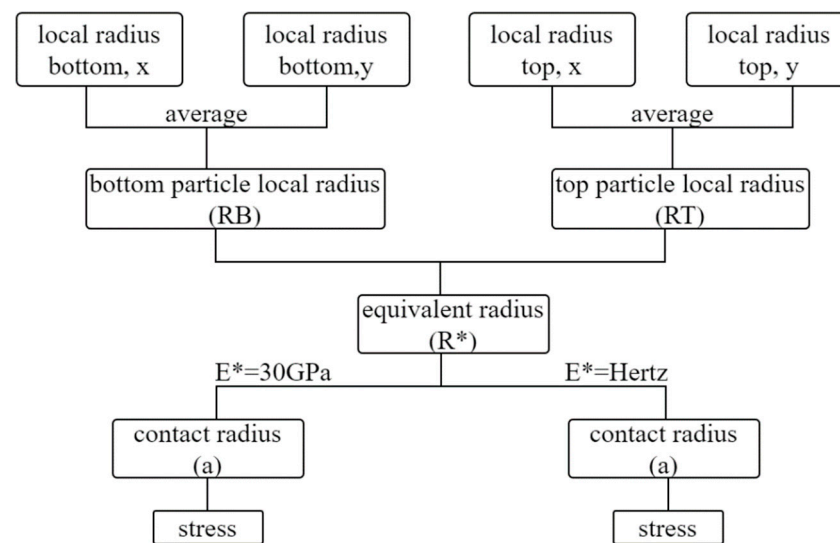 local radius
bottom, x
local radius
bottom,y
local radius
top, x
local radius
top, y
average
average
bottom particle local radius
(RB)
top particle local radius
(RT)
equivalent radius
(R*)
E*=30GPa
E*=Hertz
contact radius
(a)
contact radius
(a)
stress
stress